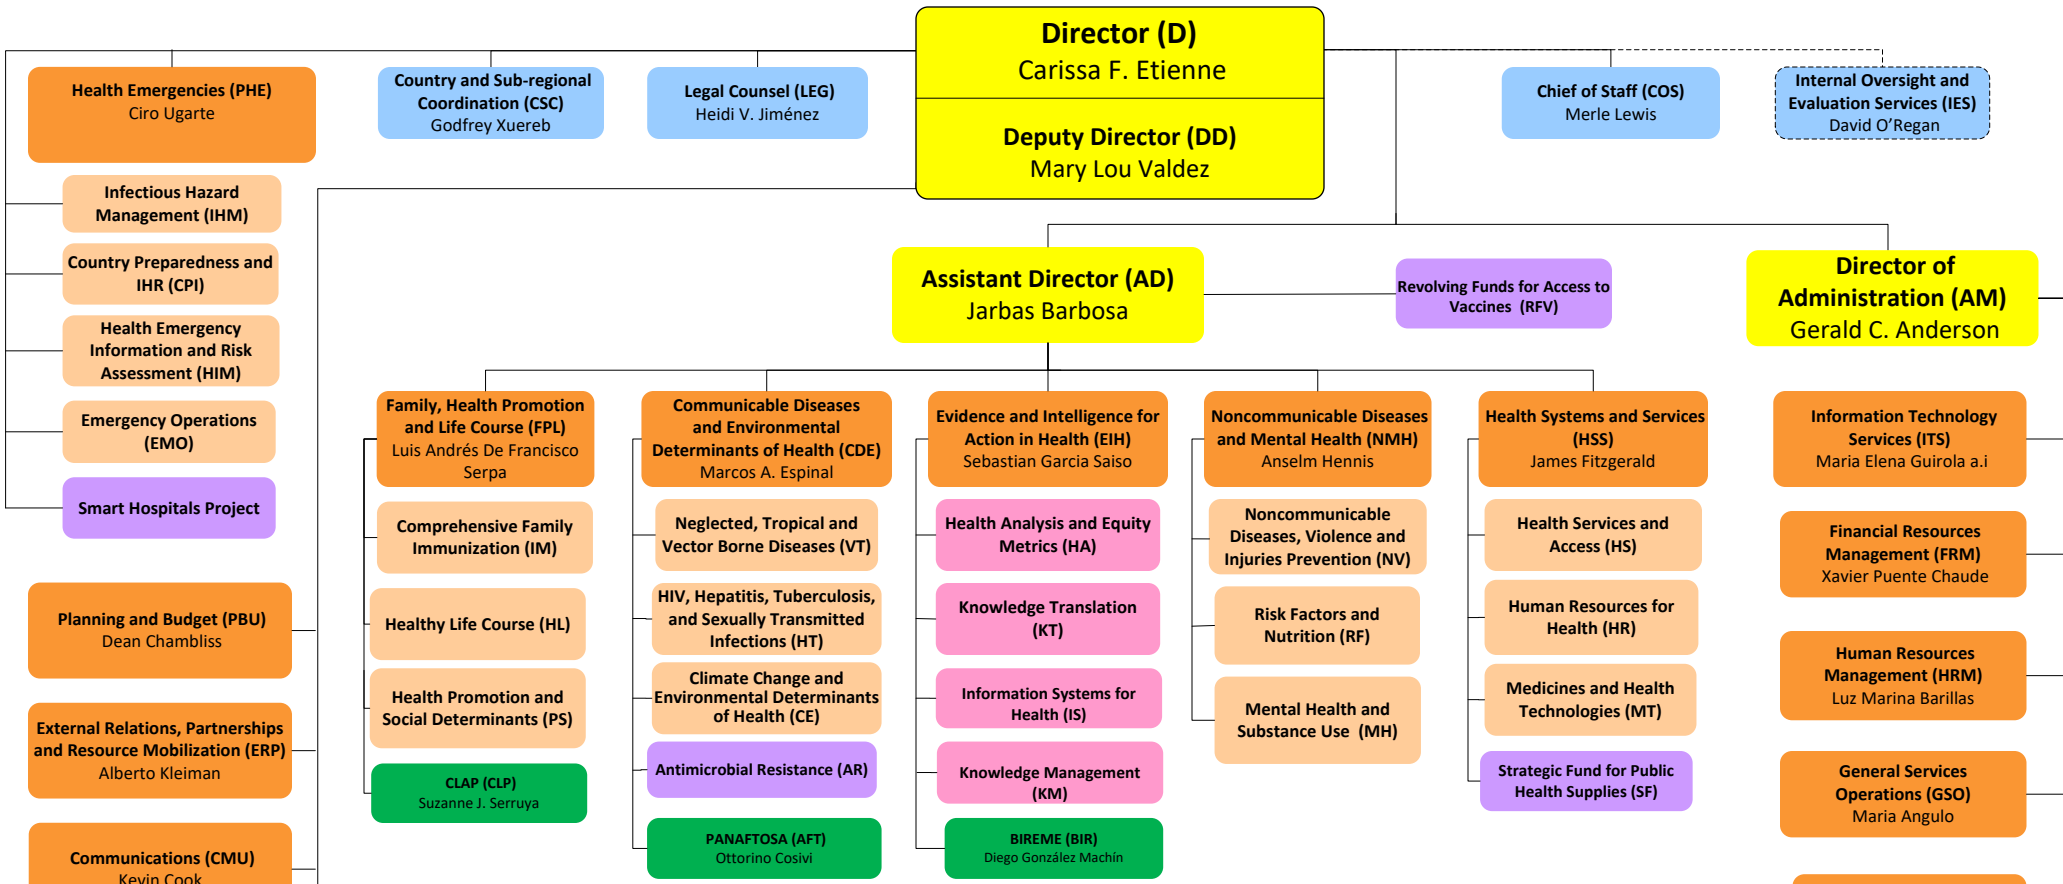 Director (D)
Carissa F. Etienne
Deputy Director (DD)
Mary Lou Valdez
Health Emergencies (PHE)
Ciro Ugarte
Country and Sub-regional
Coordination (CSC)
Godfrey Xuereb
Legal Counsel (LEG)
Heidi V. Jiménez
Chief of Staff (COS)
Merle Lewis
Internal Oversight and
Evaluation Services (IES)
David O’Regan
Infectious Hazard
Management (IHM)
Country Preparedness and
IHR (CPI)
Health Emergency
Information and Risk
Assessment (HIM)
Emergency Operations
(EMO)
Smart Hospitals Project
Planning and Budget (PBU)
Dean Chambliss
External Relations, Partnerships
and Resource Mobilization (ERP)
Alberto Kleiman
Communications (CMU)
Kevin Cook
Assistant Director (AD)
Jarbas Barbosa
Revolving Funds for Access to
Vaccines (RFV)
Director of
Administration (AM)
Gerald C. Anderson
Family, Health Promotion
and Life Course (FPL)
Luis Andrés De Francisco
Serpa
Comprehensive Family
Immunization (IM)
Healthy Life Course (HL)
Health Promotion and
Social Determinants (PS)
CLAP (CLP)
Suzanne J. Serruya
Communicable Diseases
and Environmental
Determinants of Health (CDE)
Marcos A. Espinal
Neglected, Tropical and
Vector Borne Diseases (VT)
HIV, Hepatitis, Tuberculosis,
and Sexually Transmitted
Infections (HT)
Climate Change and
Environmental Determinants
of Health (CE)
Antimicrobial Resistance (AR)
PANAFTOSA (AFT)
Ottorino Cosivi
Evidence and Intelligence for
Action in Health (EIH)
Sebastian Garcia Saiso
Health Analysis and Equity
Metrics (HA)
Knowledge Translation
(KT)
Information Systems for
Health (IS)
Knowledge Management
(KM)
BIREME (BIR)
Diego González Machín
Noncommunicable Diseases
and Mental Health (NMH)
Anselm Hennis
Noncommunicable
Diseases, Violence and
Injuries Prevention (NV)
Risk Factors and
Nutrition (RF)
Mental Health and
Substance Use (MH)
Health Systems and Services
(HSS)
James Fitzgerald
Health Services and
Access (HS)
Human Resources for
Health (HR)
Medicines and Health
Technologies (MT)
Strategic Fund for Public
Health Supplies (SF)
Information Technology
Services (ITS)
Maria Elena Guirola a.i
Financial Resources
Management (FRM)
Xavier Puente Chaude
Human Resources
Management (HRM)
Luz Marina Barillas
General Services
Operations (GSO)
Maria Angulo